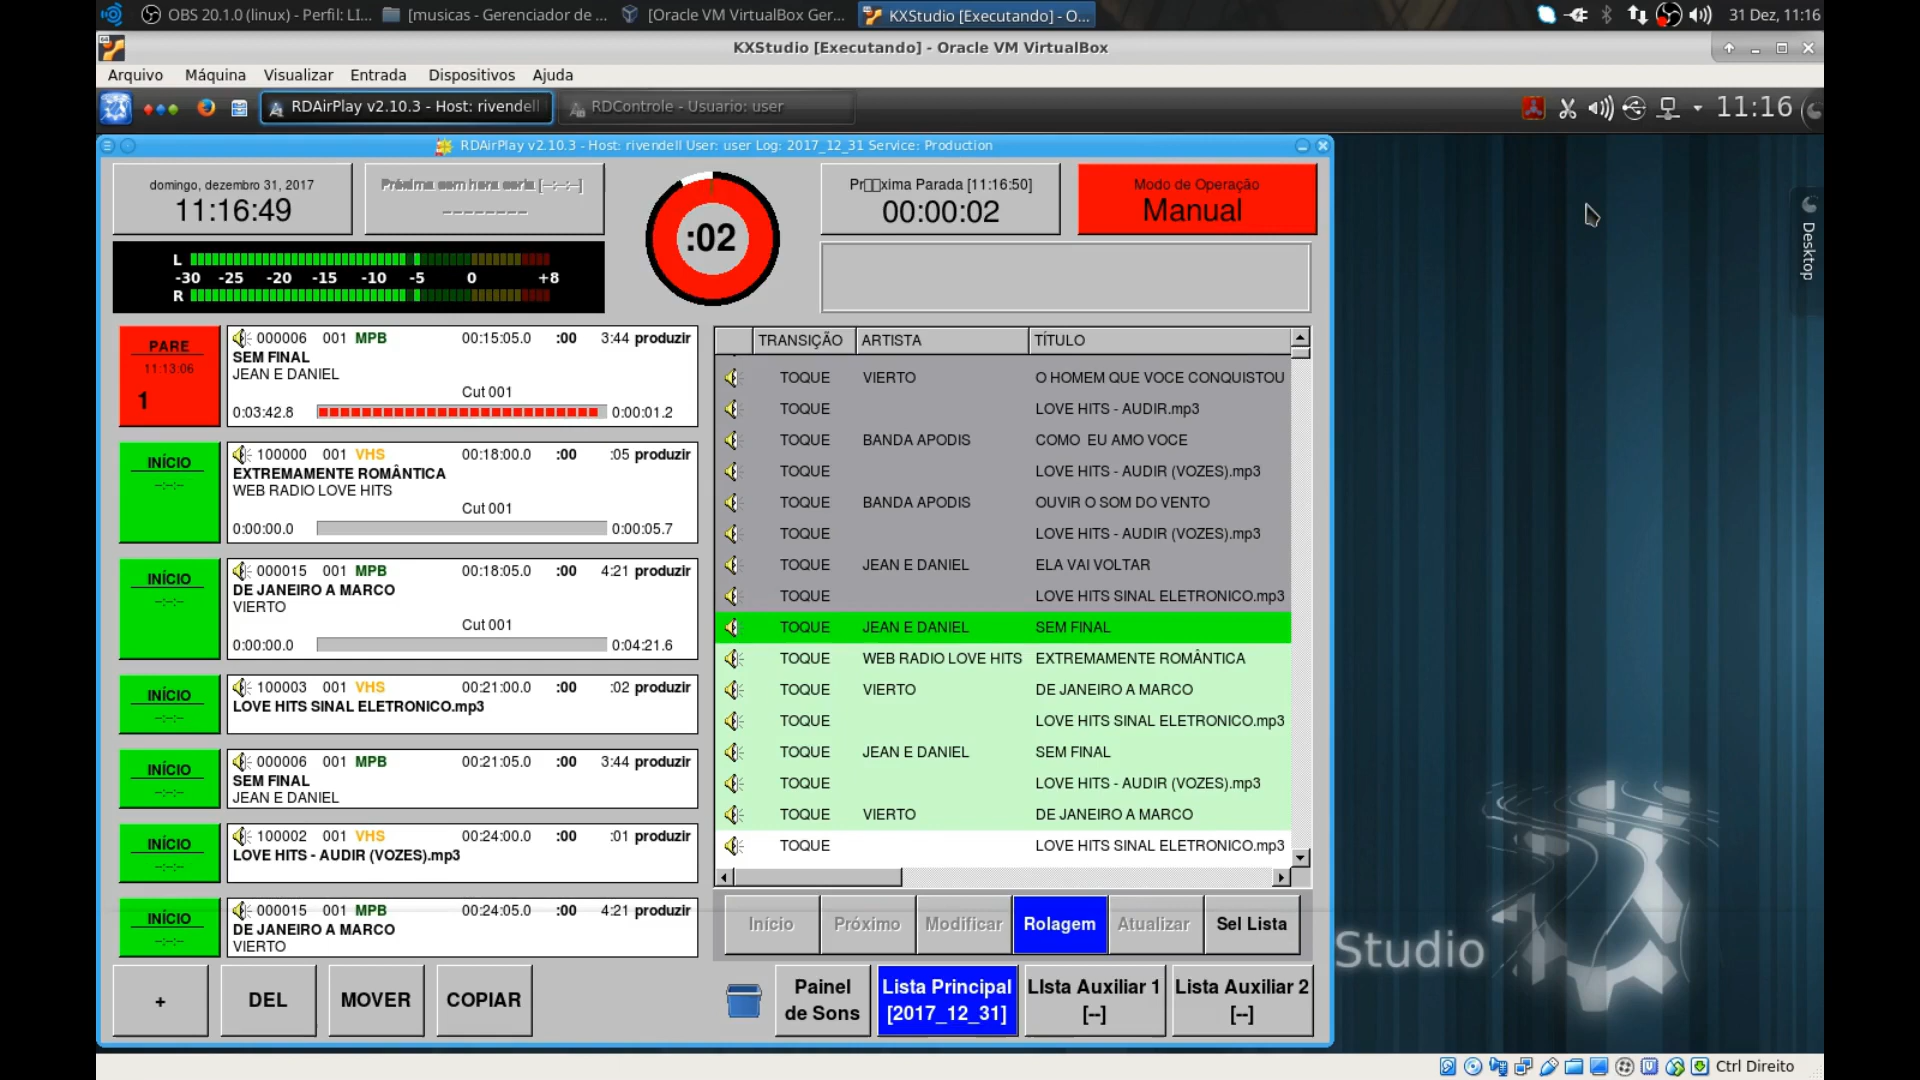 OBS 20.1.0 (linux) - Perfil: LI...
[musicas - Gerenciador de ...
[Oracle VM VirtualBox Ger...
KXStudio [Executando] - O...
31 Dez, 11:16
KXStudio [Executando] - Oracle VM VirtualBox
Arquivo Máquina Visualizar Entrada Dispositivos Ajuda
RDAirPlay v2.10.3 - Host: rivendell
RDControle - Usuario: user
11:16
RDAirPlay v2.10.3 - Host: rivendell User: user Log: 2017_12_31 Service: Production
domingo, dezembro 31, 2017
11:16:49
[--:--:--]
--------
:02
Pr□□xima Parada [11:16:50]
00:00:02
Modo de Operação
Manual
Desktop
L
-30 -25 -20 -15 -10 -5 0 +8
R
PARE
11:13:06
1
000006 001 MPB 00:15:05.0 :00 3:44 produzir
SEM FINAL
JEAN E DANIEL
Cut 001
0:03:42.8 0:00:01.2
INÍCIO
--:--:--
100000 001 VHS 00:18:00.0 :00 :05 produzir
EXTREMAMENTE ROMÂNTICA
WEB RADIO LOVE HITS
Cut 001
0:00:00.0 0:00:05.7
INÍCIO
--:--:--
000015 001 MPB 00:18:05.0 :00 4:21 produzir
DE JANEIRO A MARCO
VIERTO
Cut 001
0:00:00.0 0:04:21.6
INÍCIO
--:--:--
100003 001 VHS 00:21:00.0 :00 :02 produzir
LOVE HITS SINAL ELETRONICO.mp3
INÍCIO
--:--:--
000006 001 MPB 00:21:05.0 :00 3:44 produzir
SEM FINAL
JEAN E DANIEL
INÍCIO
--:--:--
100002 001 VHS 00:24:00.0 :00 :01 produzir
LOVE HITS - AUDIR (VOZES).mp3
INÍCIO
--:--:--
000015 001 MPB 00:24:05.0 :00 4:21 produzir
DE JANEIRO A MARCO
VIERTO
TRANSIÇÃO ARTISTA TÍTULO
TOQUE VIERTO O HOMEM QUE VOCE CONQUISTOU
TOQUE LOVE HITS - AUDIR.mp3
TOQUE BANDA APODIS COMO EU AMO VOCE
TOQUE LOVE HITS - AUDIR (VOZES).mp3
TOQUE BANDA APODIS OUVIR O SOM DO VENTO
TOQUE LOVE HITS - AUDIR (VOZES).mp3
TOQUE JEAN E DANIEL ELA VAI VOLTAR
TOQUE LOVE HITS SINAL ELETRONICO.mp3
TOQUE JEAN E DANIEL SEM FINAL
TOQUE WEB RADIO LOVE HITS EXTREMAMENTE ROMÂNTICA
TOQUE VIERTO DE JANEIRO A MARCO
TOQUE LOVE HITS SINAL ELETRONICO.mp3
TOQUE JEAN E DANIEL SEM FINAL
TOQUE LOVE HITS - AUDIR (VOZES).mp3
TOQUE VIERTO DE JANEIRO A MARCO
TOQUE LOVE HITS SINAL ELETRONICO.mp3
Início Próximo Modificar Rolagem Atualizar Sel Lista
+ DEL MOVER COPIAR
Painel
de Sons
Lista Principal
[2017_12_31]
LIsta Auxiliar 1
[--]
Lista Auxiliar 2
[--]
Studio
Ctrl Direito